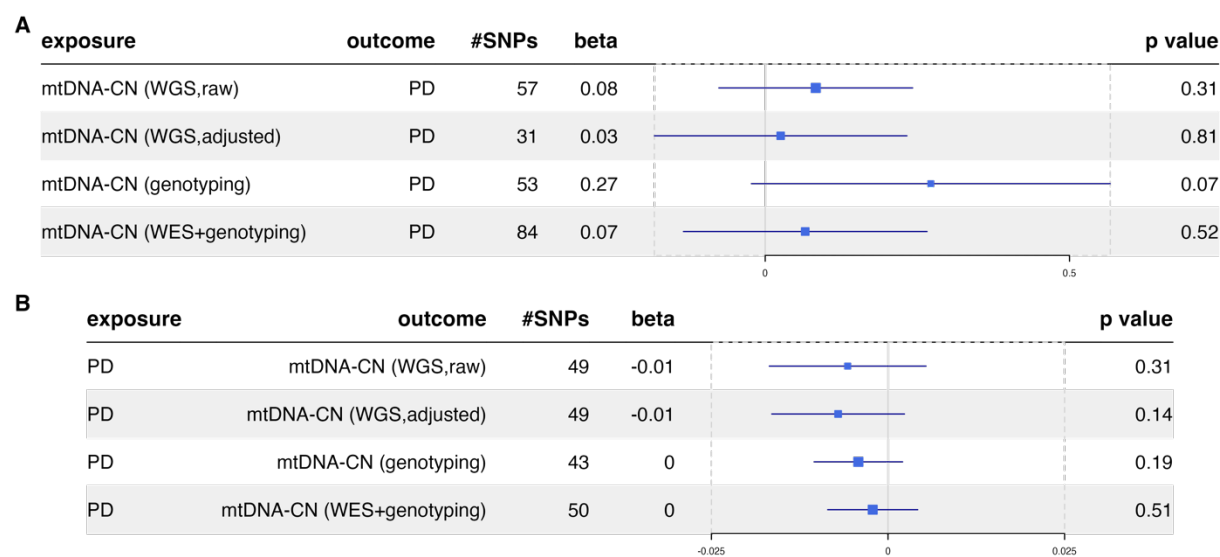 A
exposure outcome #SNPs beta p value
mtDNA-CN (WGS,raw) PD 57 0.08 0.31
mtDNA-CN (WGS,adjusted) PD 31 0.03 0.81
mtDNA-CN (genotyping) PD 53 0.27 0.07
mtDNA-CN (WES+genotyping) PD 84 0.07 0.52
0 0.5
B
exposure outcome #SNPs beta p value
PD mtDNA-CN (WGS,raw) 49 -0.01 0.31
PD mtDNA-CN (WGS,adjusted) 49 -0.01 0.14
PD mtDNA-CN (genotyping) 43 0 0.19
PD mtDNA-CN (WES+genotyping) 50 0 0.51
-0.025 0 0.025